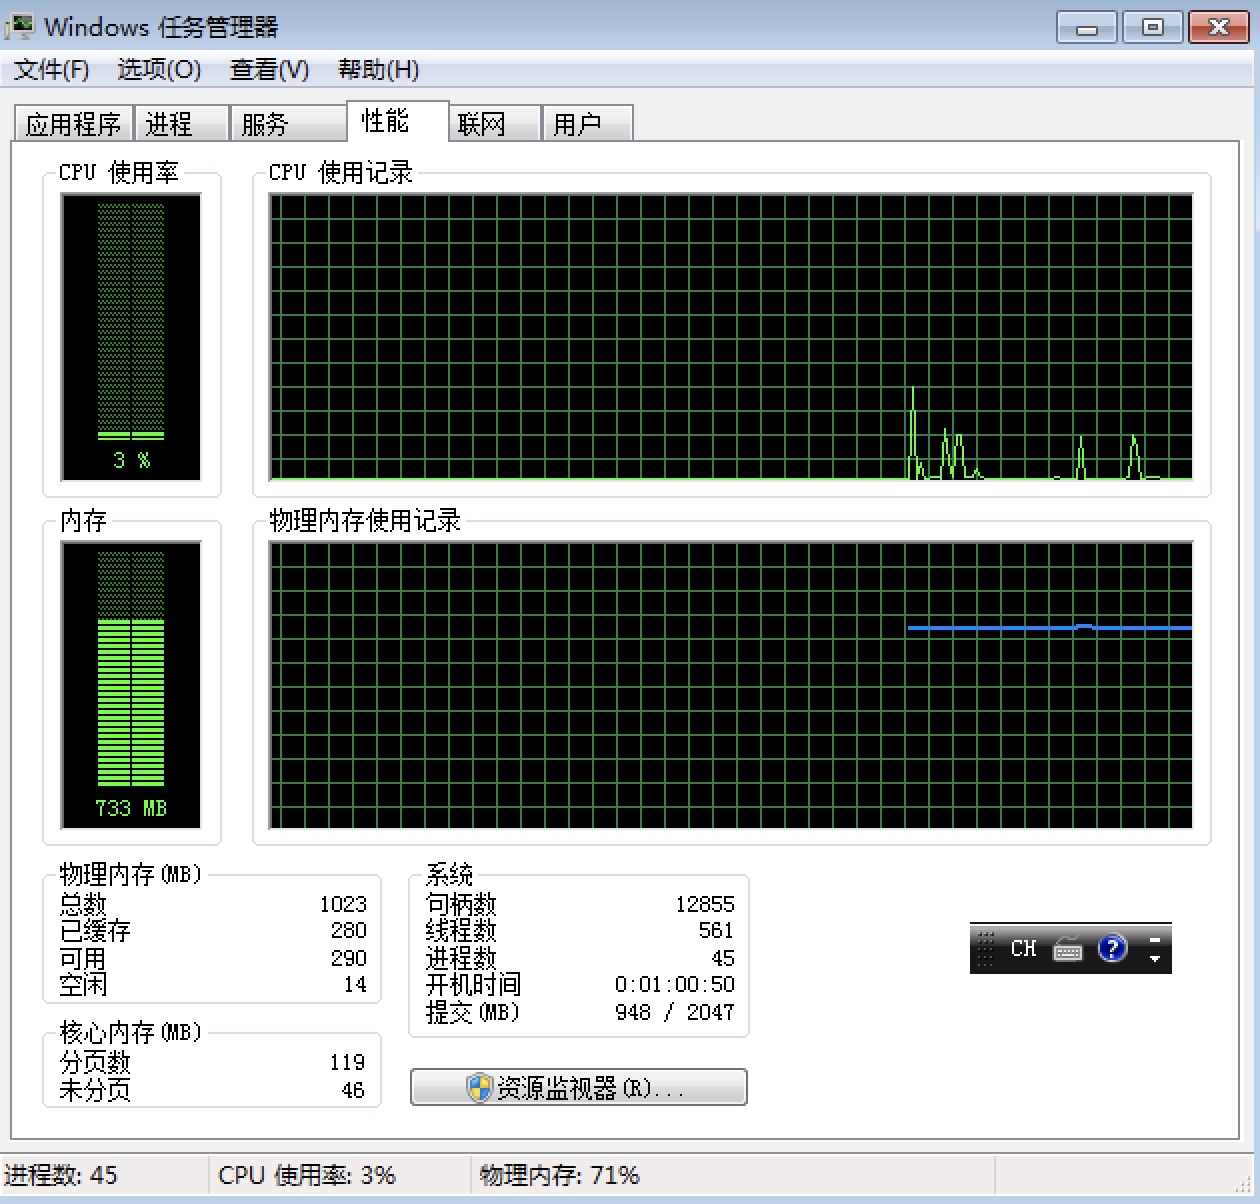 Windows 任务管理器
文件(F) 选项(O) 查看(V) 帮助(H)
应用程序 进程 服务 性能 联网 用户
CPU 使用率
3 %
CPU 使用记录
内存
733 MB
物理内存使用记录
物理内存(MB)
总数 1023
已缓存 280
可用 290
空闲 14
核心内存(MB)
分页数 119
未分页 46
系统
句柄数 12855
线程数 561
进程数 45
开机时间 0:01:00:50
提交(MB) 948 / 2047
资源监视器(R)...
CH
进程数: 45 CPU 使用率: 3% 物理内存: 71%